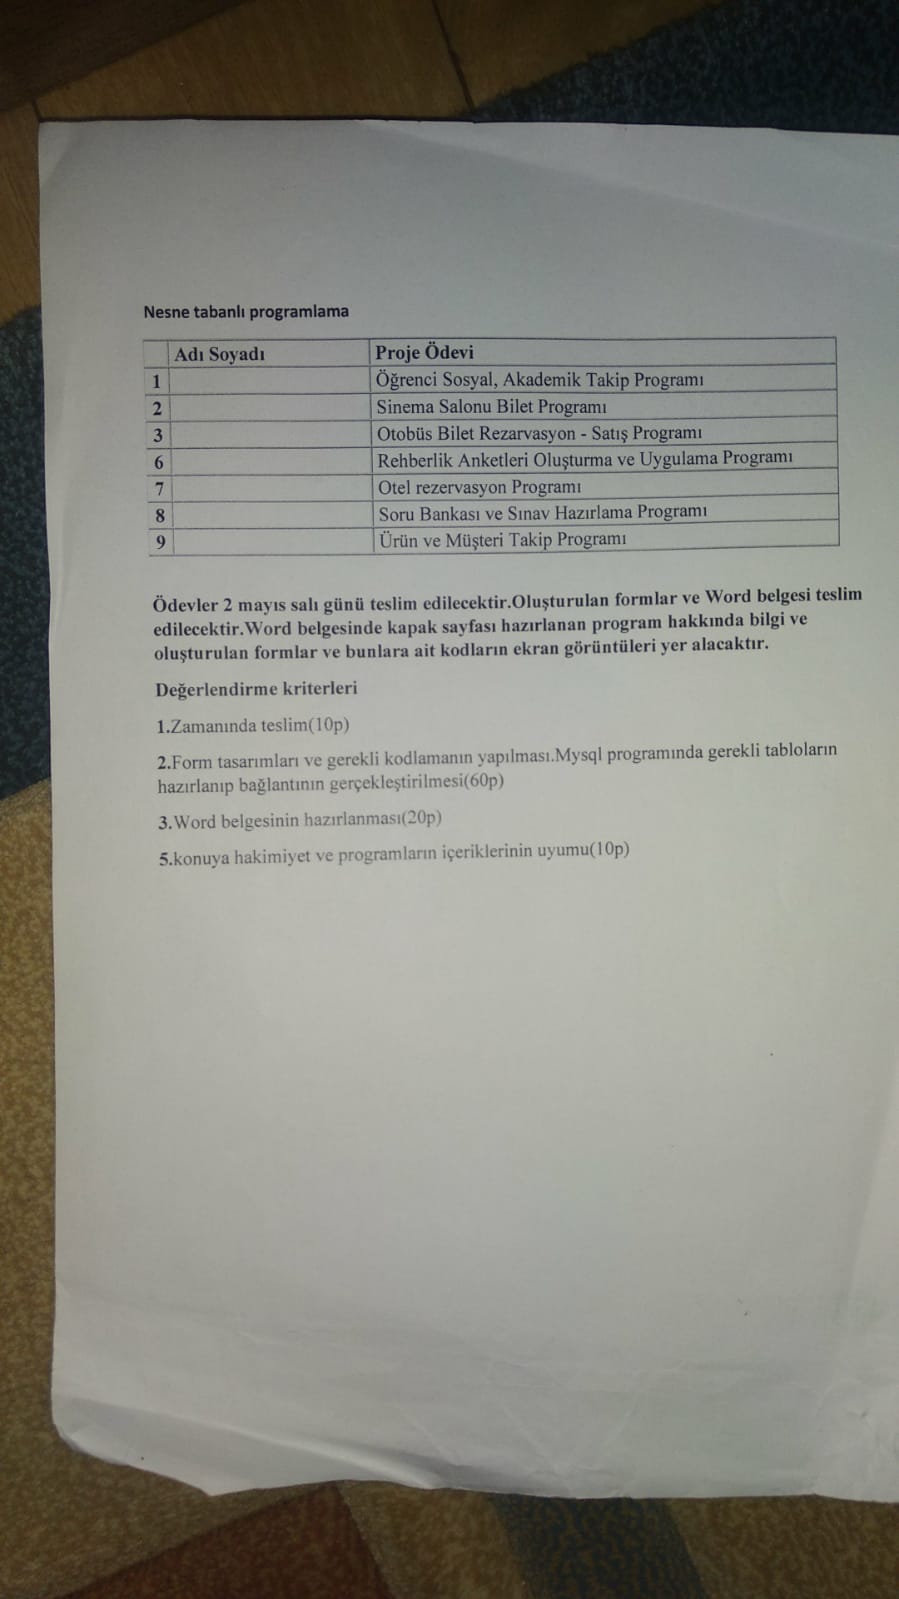 Nesne tabanlı programlama
Adı Soyadı Proje Ödevi
1 Öğrenci Sosyal, Akademik Takip Programı
2 Sinema Salonu Bilet Programı
3 Otobüs Bilet Rezarvasyon - Satış Programı
6 Rehberlik Anketleri Oluşturma ve Uygulama Programı
7 Otel rezervasyon Programı
8 Soru Bankası ve Sınav Hazırlama Programı
9 Ürün ve Müşteri Takip Programı
Ödevler 2 mayıs salı günü teslim edilecektir.Oluşturulan formlar ve Word belgesi teslim
edilecektir.Word belgesinde kapak sayfası hazırlanan program hakkında bilgi ve
oluşturulan formlar ve bunlara ait kodların ekran görüntüleri yer alacaktır.
Değerlendirme kriterleri
1.Zamanında teslim(10p)
2.Form tasarımları ve gerekli kodlamanın yapılması.Mysql programında gerekli tabloların
hazırlanıp bağlantının gerçekleştirilmesi(60p)
3.Word belgesinin hazırlanması(20p)
5.konuya hakimiyet ve programların içeriklerinin uyumu(10p)